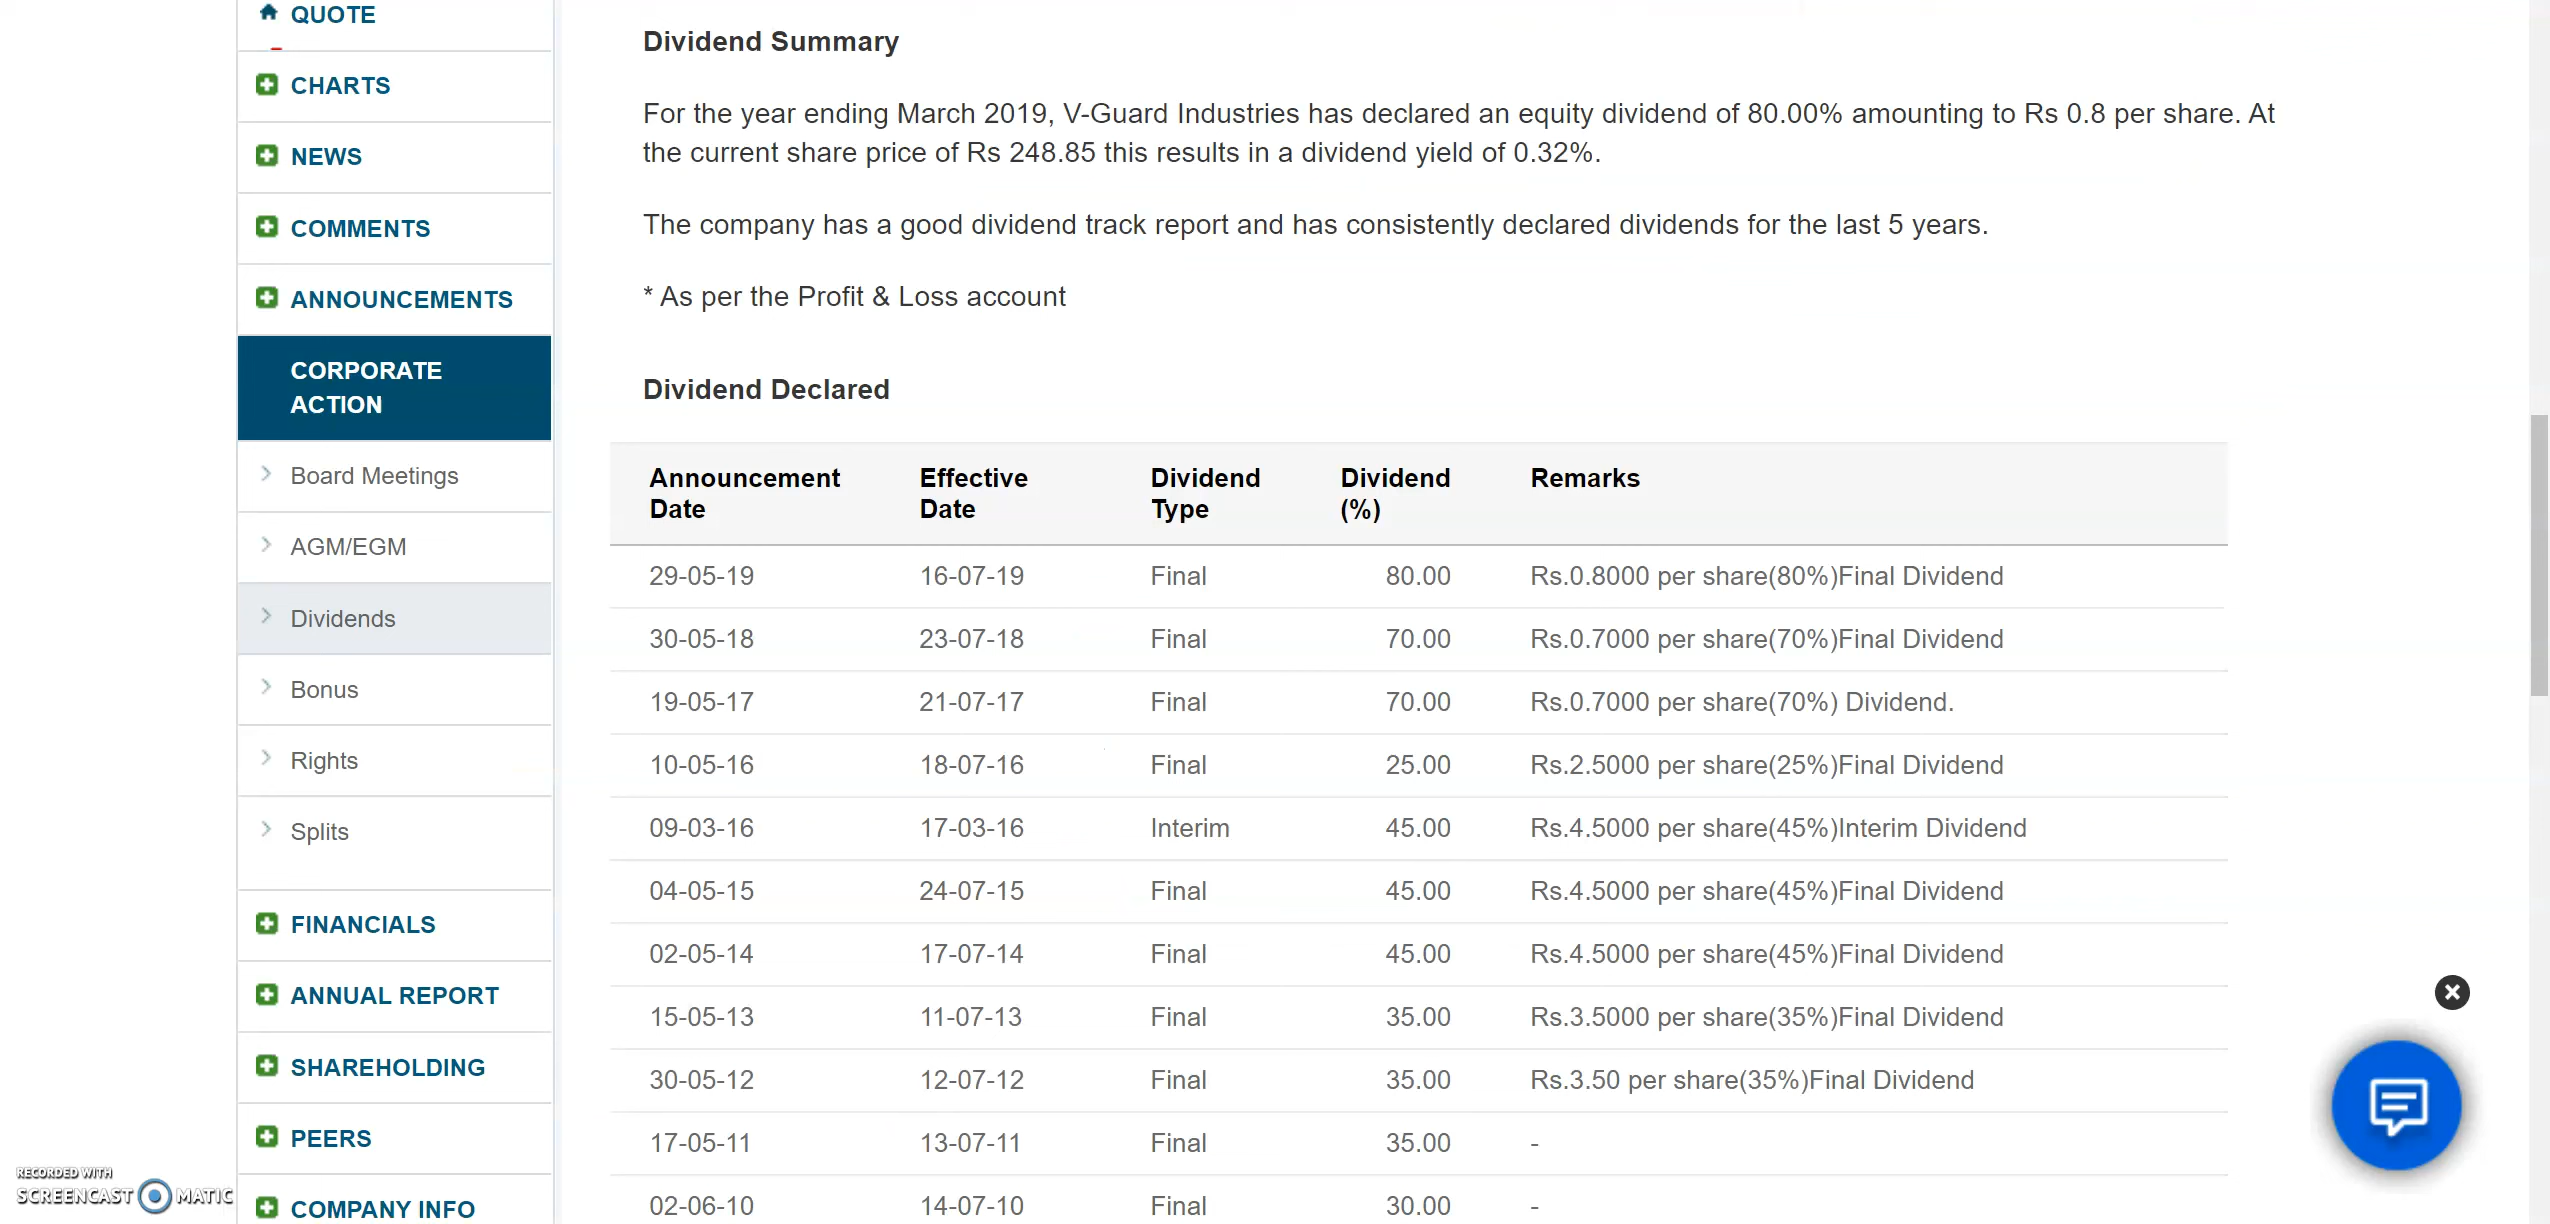 QUOTE
CHARTS
NEWS
COMMENTS
ANNOUNCEMENTS
CORPORATE
ACTION
Board Meetings
AGM/EGM
Dividends
Bonus
Rights
Splits
FINANCIALS
ANNUAL REPORT
SHAREHOLDING
PEERS
COMPANY INFO
Dividend Summary
For the year ending March 2019, V-Guard Industries has declared an equity dividend of 80.00% amounting to Rs 0.8 per share. At
the current share price of Rs 248.85 this results in a dividend yield of 0.32%.
The company has a good dividend track report and has consistently declared dividends for the last 5 years.
* As per the Profit & Loss account
Dividend Declared
Announcement Date Effective Date Dividend Type Dividend (%) Remarks
29-05-19 16-07-19 Final 80.00 Rs.0.8000 per share(80%)Final Dividend
30-05-18 23-07-18 Final 70.00 Rs.0.7000 per share(70%)Final Dividend
19-05-17 21-07-17 Final 70.00 Rs.0.7000 per share(70%) Dividend.
10-05-16 18-07-16 Final 25.00 Rs.2.5000 per share(25%)Final Dividend
09-03-16 17-03-16 Interim 45.00 Rs.4.5000 per share(45%)Interim Dividend
04-05-15 24-07-15 Final 45.00 Rs.4.5000 per share(45%)Final Dividend
02-05-14 17-07-14 Final 45.00 Rs.4.5000 per share(45%)Final Dividend
15-05-13 11-07-13 Final 35.00 Rs.3.5000 per share(35%)Final Dividend
30-05-12 12-07-12 Final 35.00 Rs.3.50 per share(35%)Final Dividend
17-05-11 13-07-11 Final 35.00 -
02-06-10 14-07-10 Final 30.00 -
RECORDED WITH
SCREENCAST MATIC